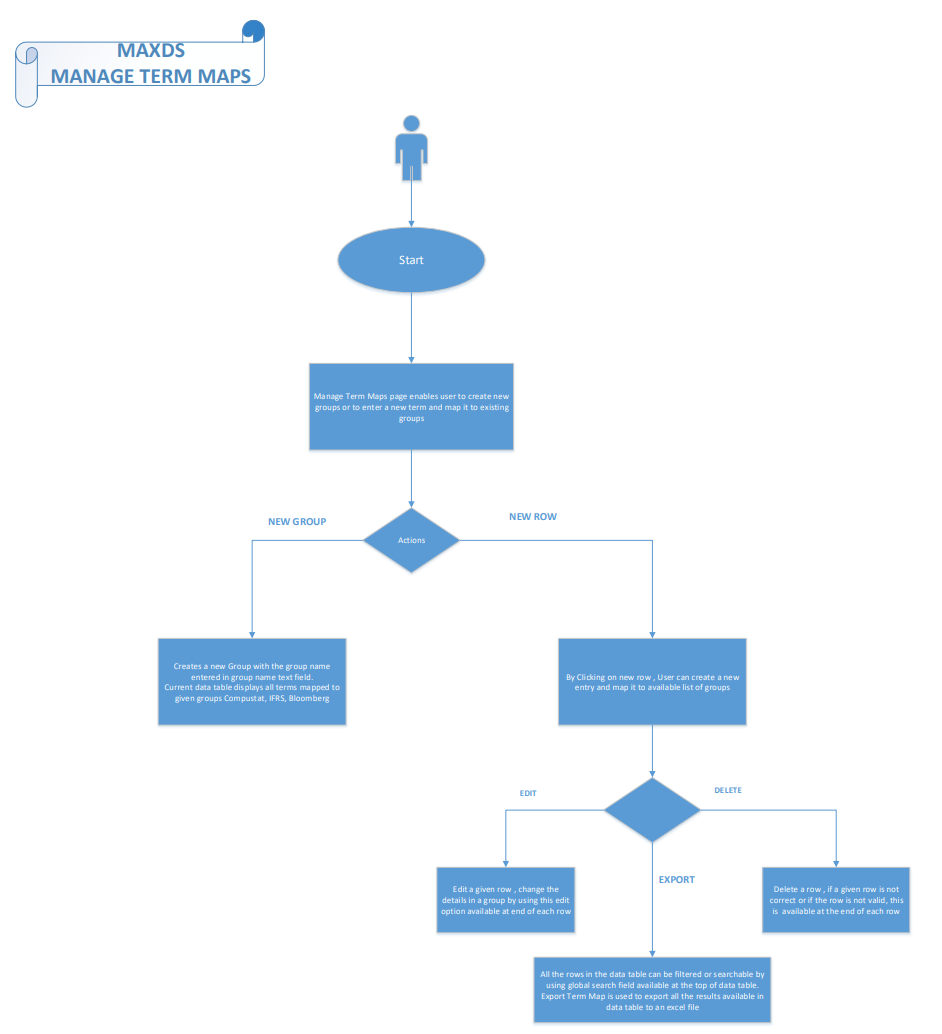 MAXDS
MANAGE TERM MAPS
Start
Manage Term Maps page enables user to create new
groups or to enter a new term and map it to existing
groups
NEW GROUP
NEW ROW
Actions
Creates a new Group with the group name
entered in group name text field.
Current data table displays all terms mapped to
given groups Compustat, IFRS, Bloomberg
By Clicking on new row , User can create a new
entry and map it to available list of groups
EDIT
DELETE
EXPORT
Edit a given row , change the
details in a group by using this edit
option available at end of each row
Delete a row , if a given row is not
correct or if the row is not valid, this
is available at the end of each row
All the rows in the data table can be filtered or searchable by
using global search field available at the top of data table.
Export Term Map is used to export all the results available in
data table to an excel file